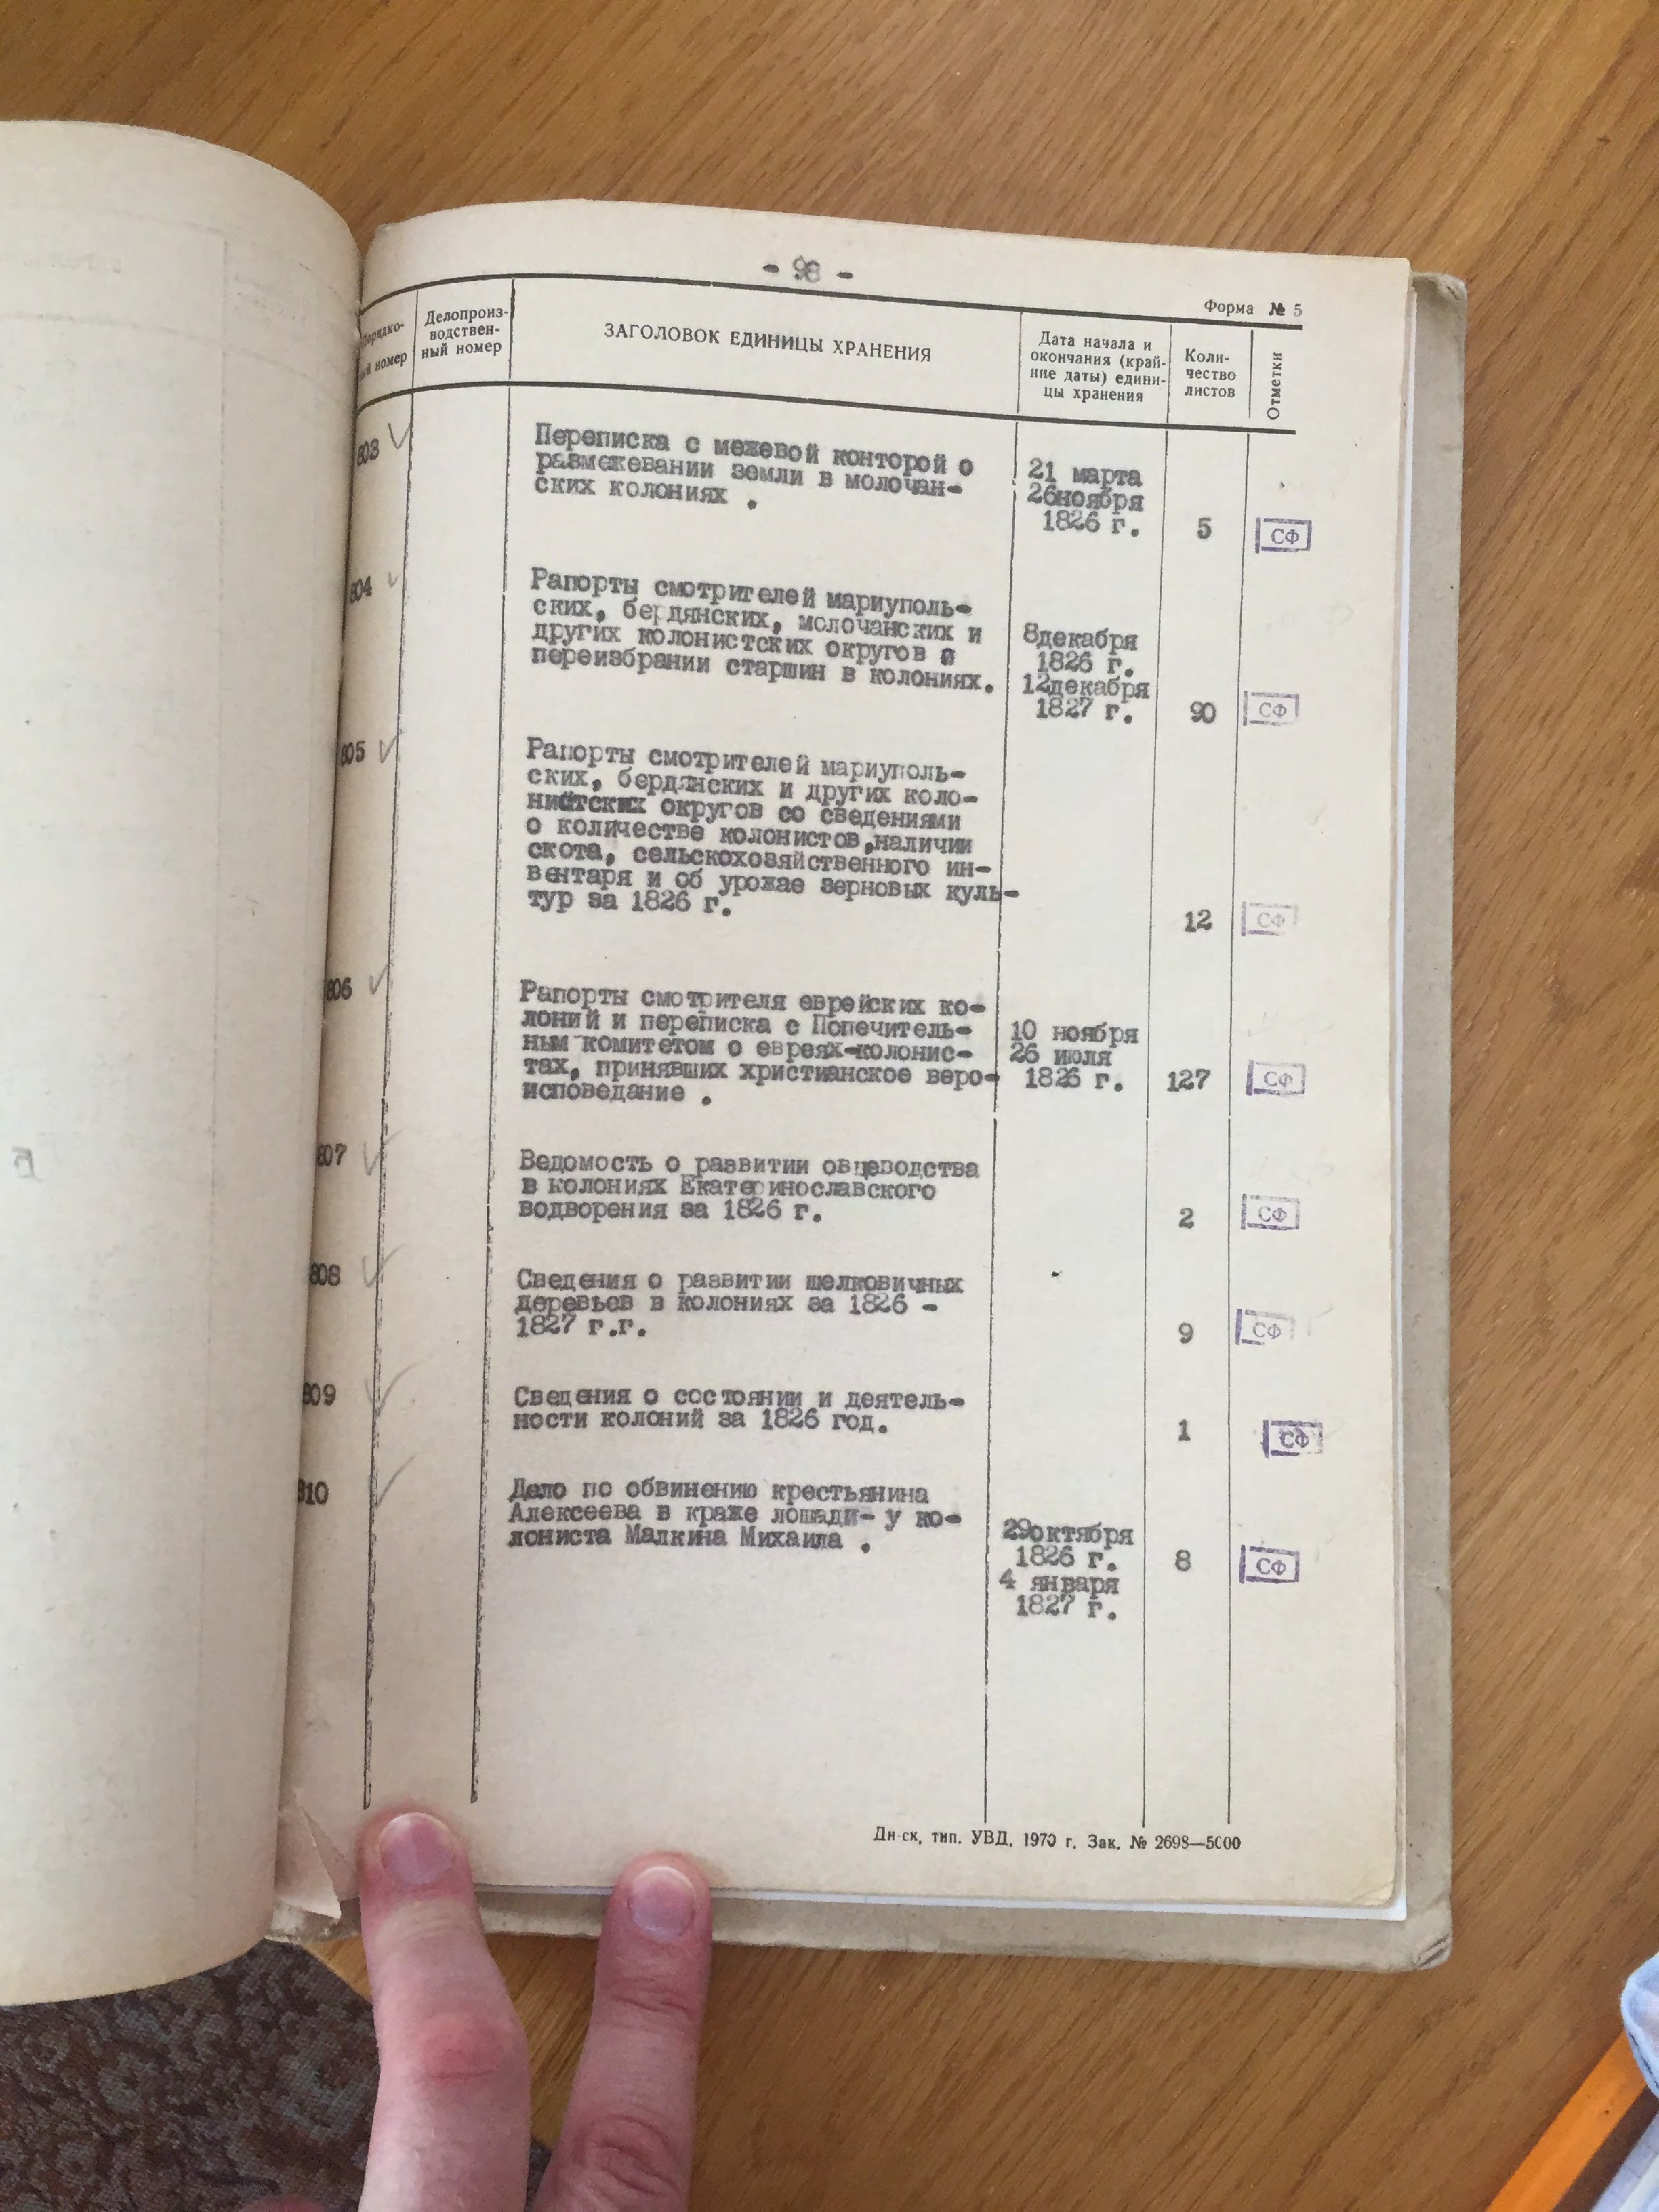 - 98 -
Форма № 5
Порядко-
ый номер
Делопроиз-
водствен-
ный номер
ЗАГОЛОВОК ЕДИНИЦЫ ХРАНЕНИЯ
Дата начала и
окончания (край-
ние даты) едини-
цы хранения
Коли-
чество
листов
Отметки
803
Переписка с межевой конторой о
размежевании земли в молочан-
ских колониях .
21 марта
26ноября
1826 г.
5
СФ
804
Рапорты смотрителей мариуполь-
ских, бердянских, молочанских и
других колонистских округов о
переизбрании старшин в колониях.
8декабря
1826 г.
12декабря
1827 г.
90
СФ
805
Рапорты смотрителей мариуполь-
ских, бердянских и других коло-
нистских округов со сведениями
о количестве колонистов,наличии
скота, сельскохозяйственного ин-
вентаря и об урожае зерновых куль-
тур за 1826 г.
12
СФ
806
Рапорты смотрителя еврейских ко-
лоний и переписка с Попечитель-
ным комитетом о евреях-колонис-
тах, принявших христианское веро-
исповедание .
10 ноября
26 июля
1826 г.
127
СФ
807
Ведомость о развитии овцеводства
в колониях Екатеринославского
водворения за 1826 г.
2
СФ
808
Сведения о развитии шелковичных
деревьев в колониях за 1826 -
1827 г.г.
9
СФ
809
Сведения о состоянии и деятель-
ности колоний за 1826 год.
1
СФ
810
Дело по обвинению крестьянина
Алексеева в краже лошади- у ко-
лониста Малкина Михаила .
29октября
1826 г.
4 января
1827 г.
8
СФ
Дн-ск, тип. УВД. 1970 г. Зак. № 2698—5000